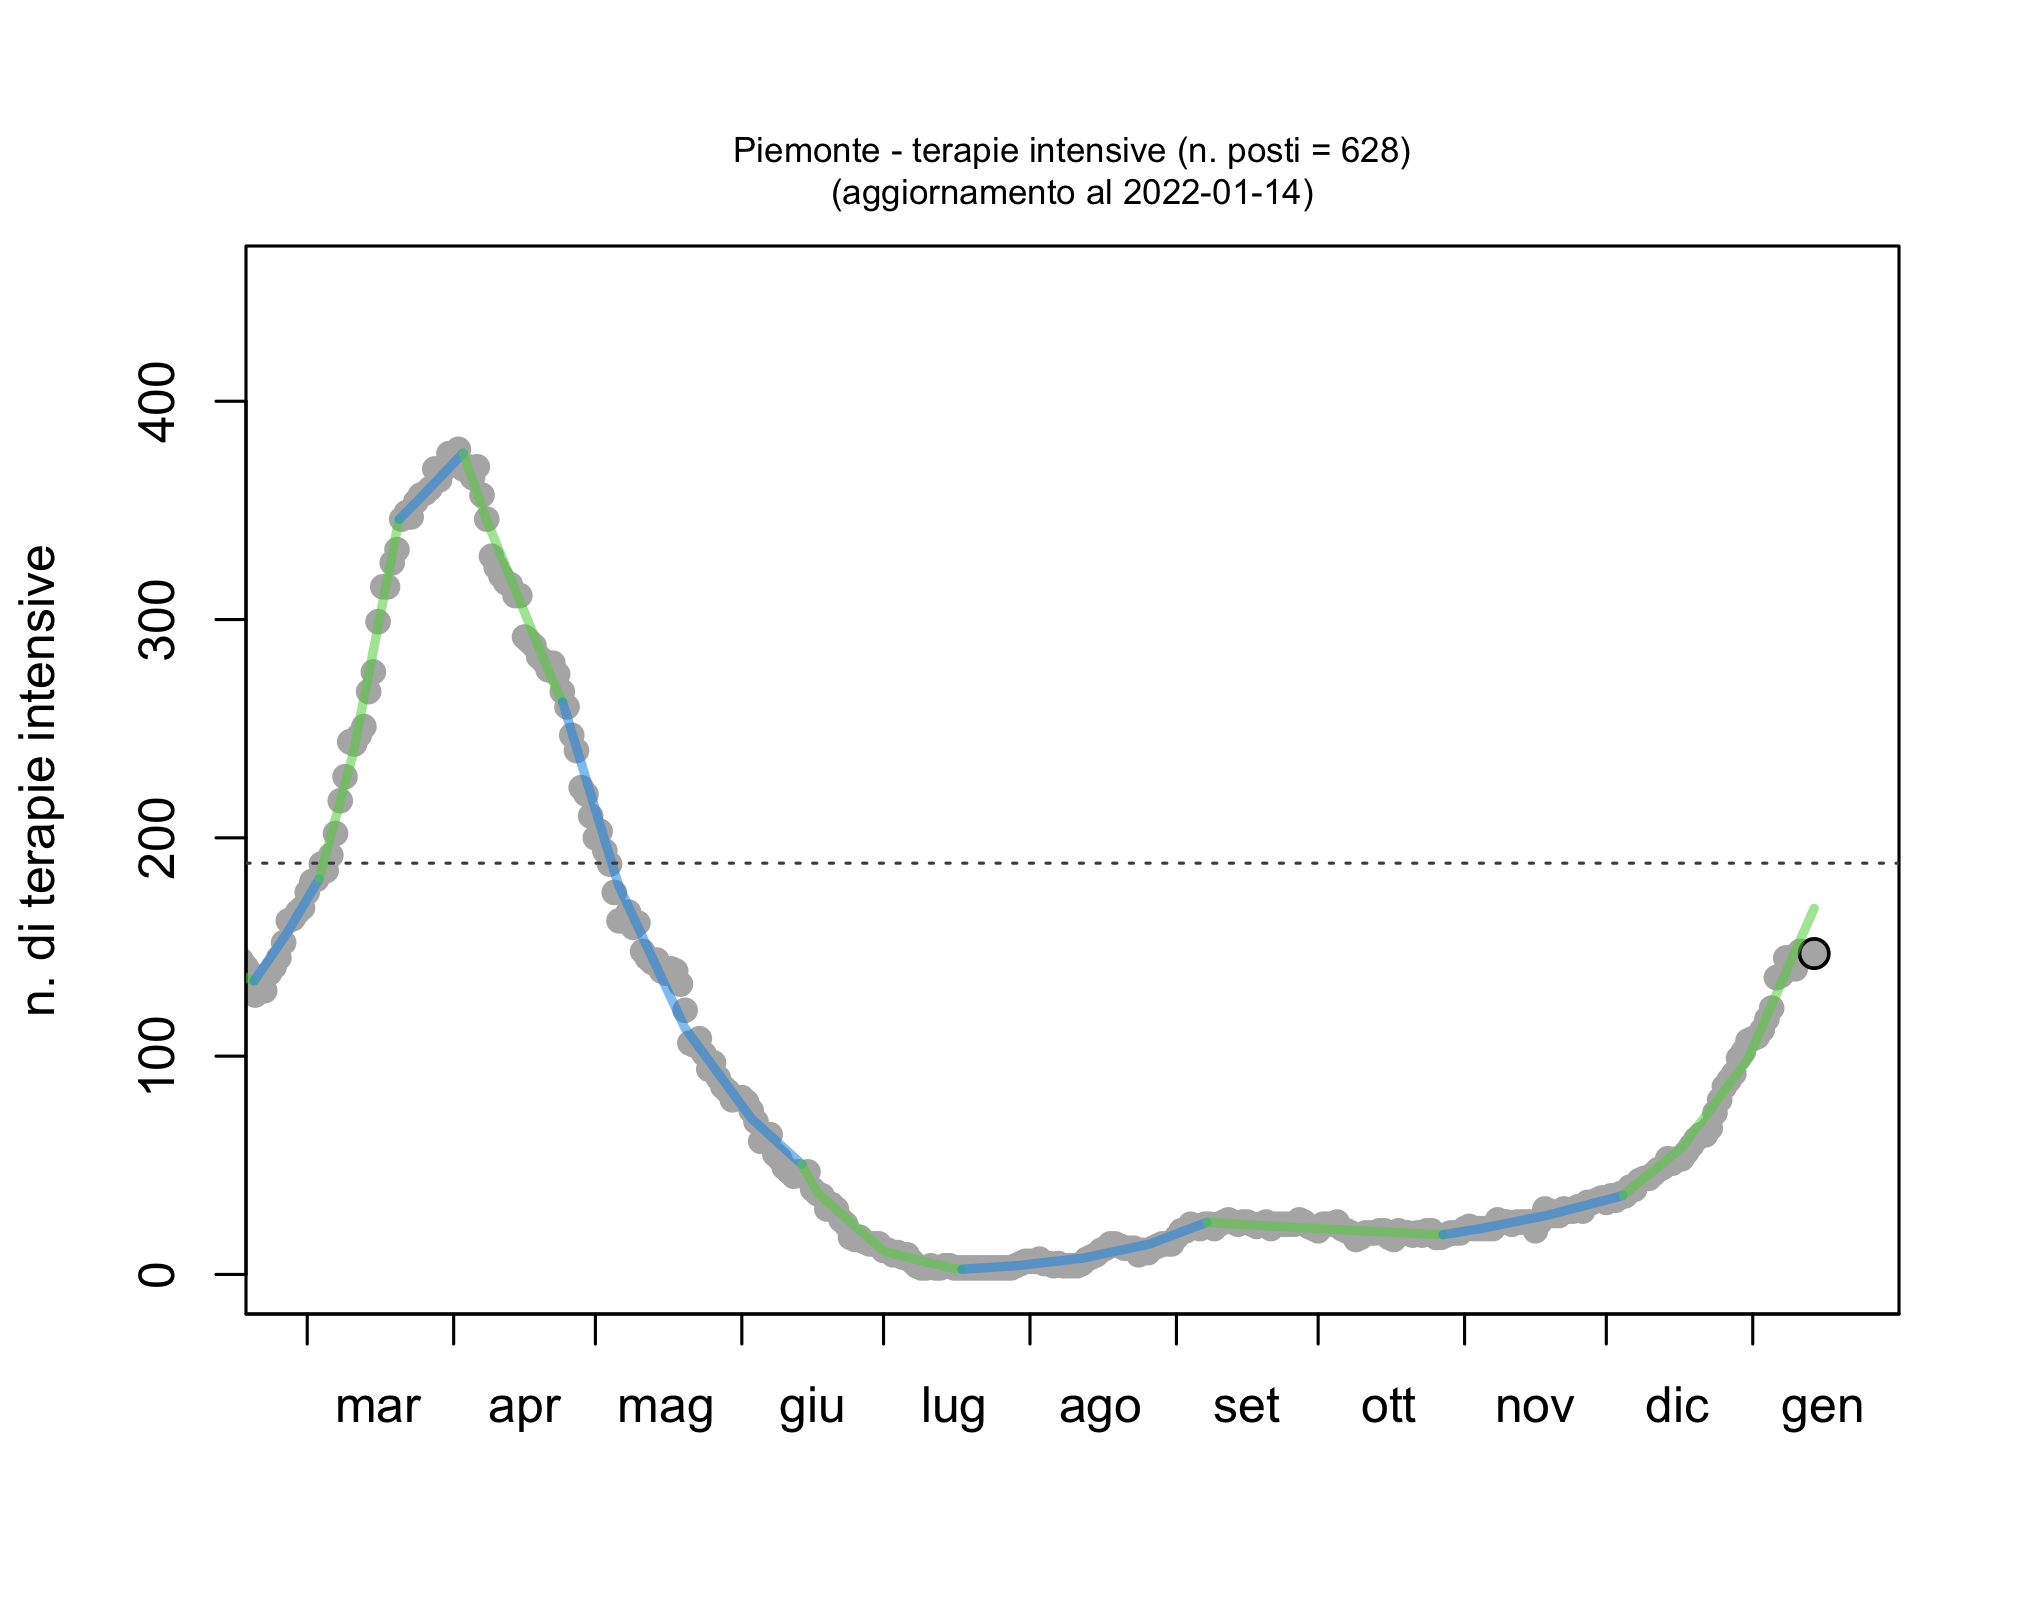 Piemonte - terapie intensive (n. posti = 628)
(aggiornamento al 2022-01-14)
n. di terapie intensive
400
300
200
100
0
mar apr mag giu lug ago set ott nov dic gen